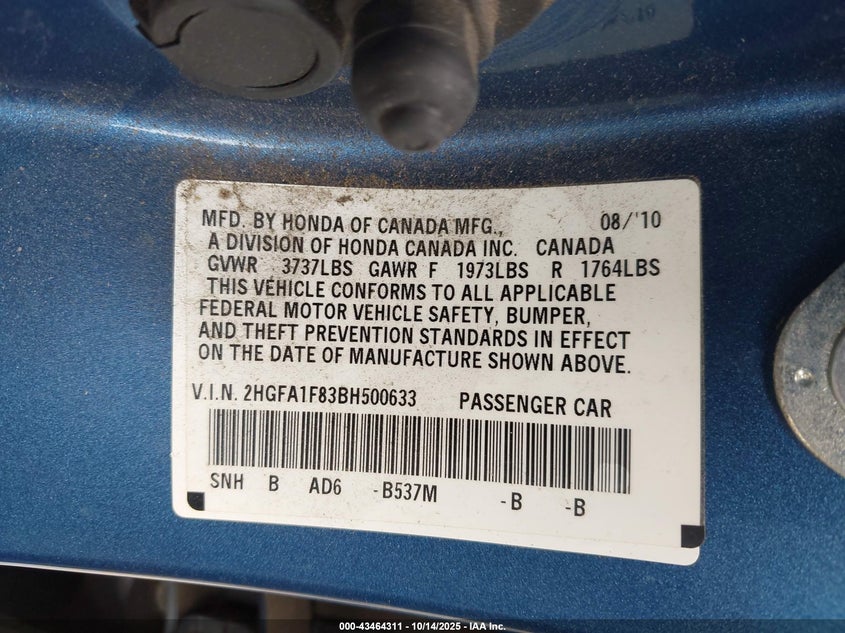 MFD. BY HONDA OF CANADA MFG., 08/'10
A DIVISION OF HONDA CANADA INC. CANADA
GVWR 3737LBS GAWR F 1973LBS R 1764LBS
THIS VEHICLE CONFORMS TO ALL APPLICABLE
FEDERAL MOTOR VEHICLE SAFETY, BUMPER,
AND THEFT PREVENTION STANDARDS IN EFFECT
ON THE DATE OF MANUFACTURE SHOWN ABOVE.
V.I.N. 2HGFA1F83BH500633 PASSENGER CAR
SNH B AD6 -B537M -B -B
000-43464311 - 10/14/2025 - IAA Inc.